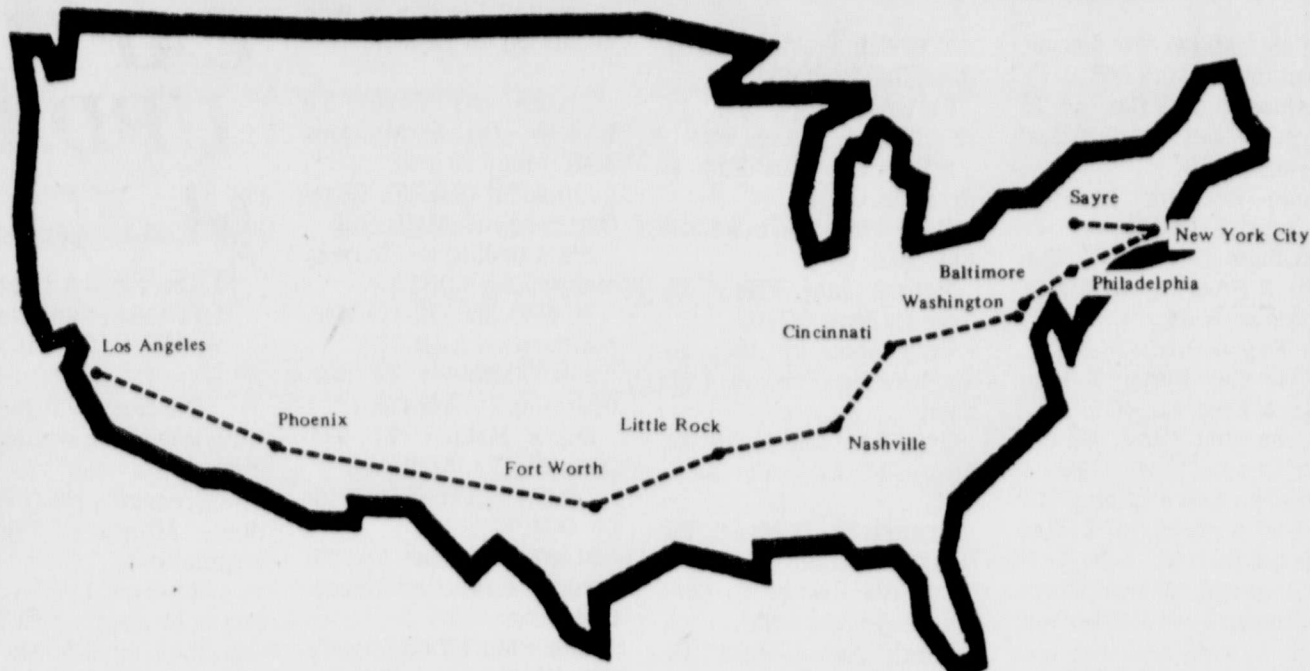 Sayre
New York City
Baltimore
Philadelphia
Washington
Cincinnati
Los Angeles
Phoenix
Little Rock
Nashville
Fort Worth